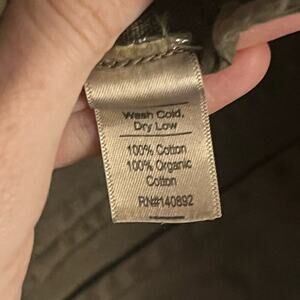 Wash Cold,
Dry Low
100% Cotton
100% Organic
Cotton
RN#140892